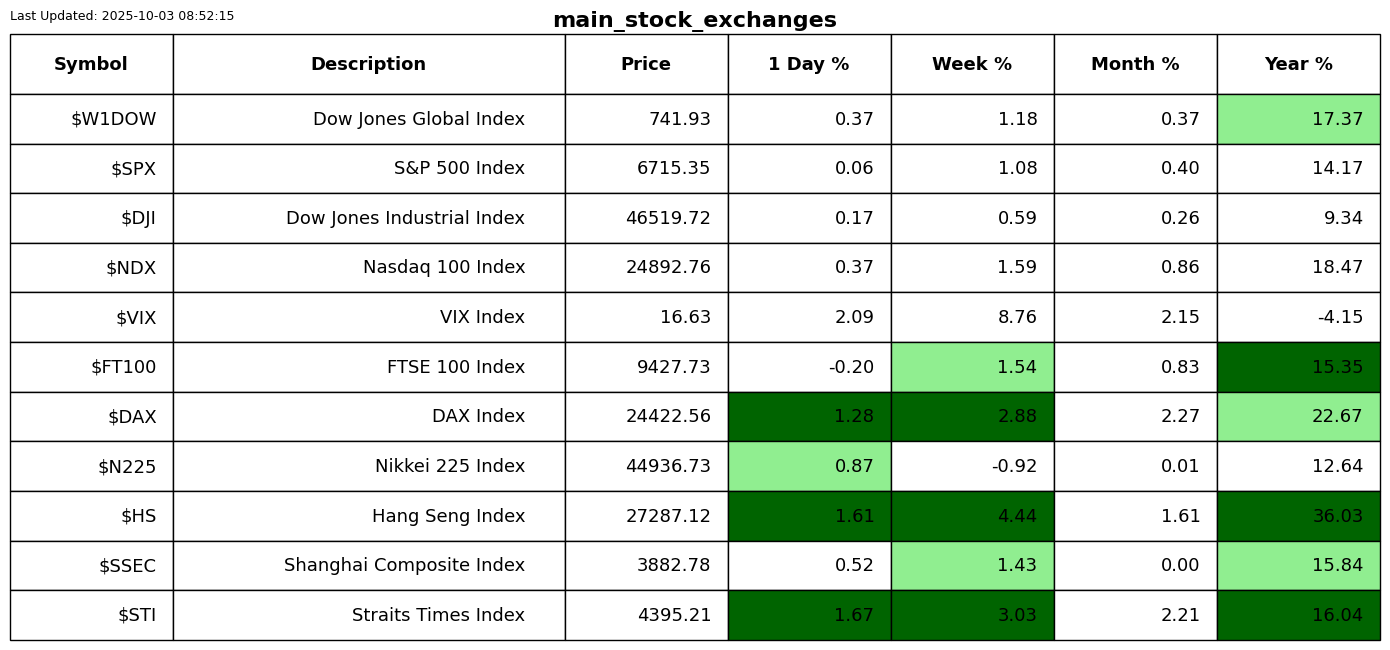 Last Updated: 2025-10-03 08:52:15
main_stock_exchanges
Symbol Description Price 1 Day % Week % Month % Year %
$W1DOW Dow Jones Global Index 741.93 0.37 1.18 0.37 17.37
$SPX S&P 500 Index 6715.35 0.06 1.08 0.40 14.17
$DJI Dow Jones Industrial Index 46519.72 0.17 0.59 0.26 9.34
$NDX Nasdaq 100 Index 24892.76 0.37 1.59 0.86 18.47
$VIX VIX Index 16.63 2.09 8.76 2.15 -4.15
$FT100 FTSE 100 Index 9427.73 -0.20 1.54 0.83 15.35
$DAX DAX Index 24422.56 1.28 2.88 2.27 22.67
$N225 Nikkei 225 Index 44936.73 0.87 -0.92 0.01 12.64
$HS Hang Seng Index 27287.12 1.61 4.44 1.61 36.03
$SSEC Shanghai Composite Index 3882.78 0.52 1.43 0.00 15.84
$STI Straits Times Index 4395.21 1.67 3.03 2.21 16.04